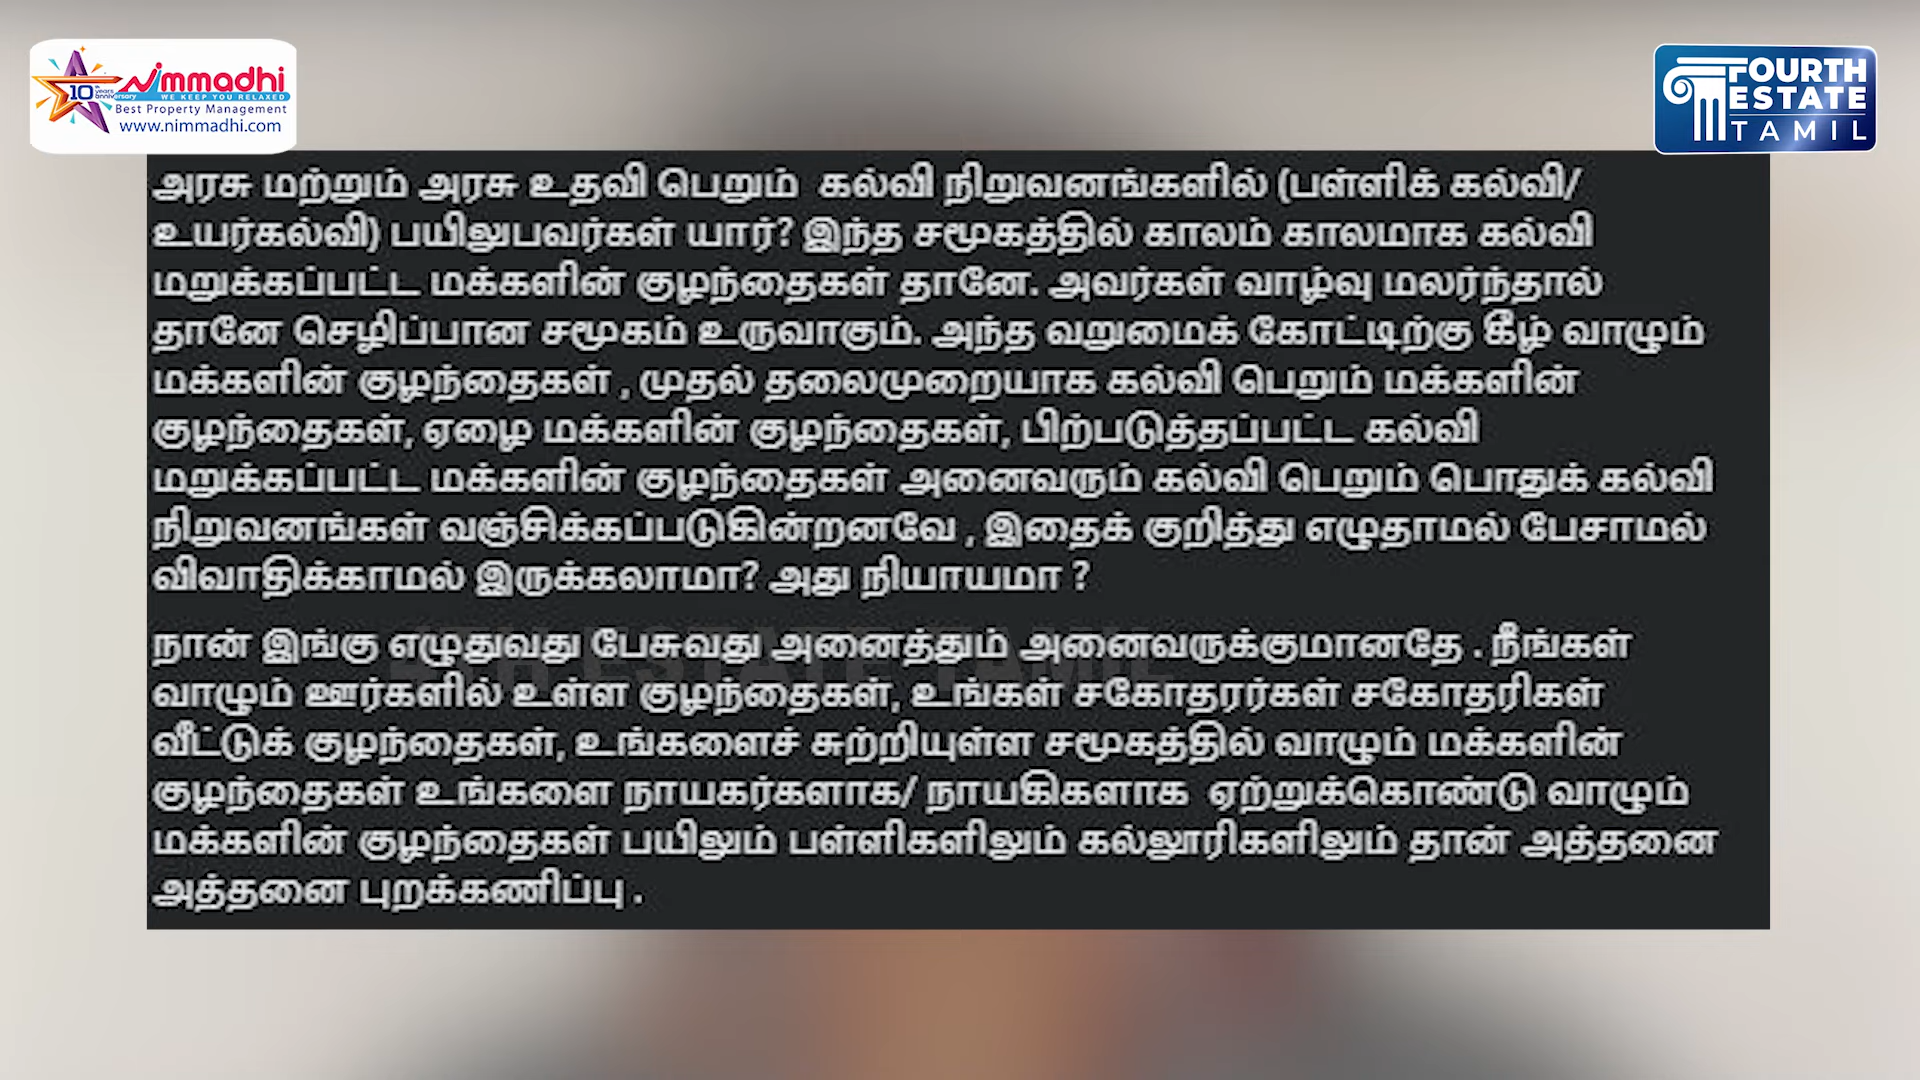 10th years anniversary
Nimmadhi
WE KEEP YOU RELAXED
Best Property Management
www.nimmadhi.com
FOURTH
ESTATE
TAMIL
அரசு மற்றும் அரசு உதவி பெறும் கல்வி நிறுவனங்களில் (பள்ளிக் கல்வி/
உயர்கல்வி) பயிலுபவர்கள் யார்? இந்த சமூகத்தில் காலம் காலமாக கல்வி
மறுக்கப்பட்ட மக்களின் குழந்தைகள் தானே. அவர்கள் வாழ்வு மலர்ந்தால்
தானே செழிப்பான சமூகம் உருவாகும். அந்த வறுமைக் கோட்டிற்கு கீழ் வாழும்
மக்களின் குழந்தைகள் , முதல் தலைமுறையாக கல்வி பெறும் மக்களின்
குழந்தைகள், ஏழை மக்களின் குழந்தைகள், பிற்படுத்தப்பட்ட கல்வி
மறுக்கப்பட்ட மக்களின் குழந்தைகள் அனைவரும் கல்வி பெறும் பொதுக் கல்வி
நிறுவனங்கள் வஞ்சிக்கப்படுகின்றனவே , இதைக் குறித்து எழுதாமல் பேசாமல்
விவாதிக்காமல் இருக்கலாமா? அது நியாயமா ?
நான் இங்கு எழுதுவது பேசுவது அனைத்தும் அனைவருக்குமானதே . நீங்கள்
வாழும் ஊர்களில் உள்ள குழந்தைகள், உங்கள் சகோதரர்கள் சகோதரிகள்
வீட்டுக் குழந்தைகள், உங்களைச் சுற்றியுள்ள சமூகத்தில் வாழும் மக்களின்
குழந்தைகள் உங்களை நாயகர்களாக/ நாயகிகளாக ஏற்றுக்கொண்டு வாழும்
மக்களின் குழந்தைகள் பயிலும் பள்ளிகளிலும் கல்லூரிகளிலும் தான் அத்தனை
அத்தனை புறக்கணிப்பு .
4TH ESTATE TAMIL